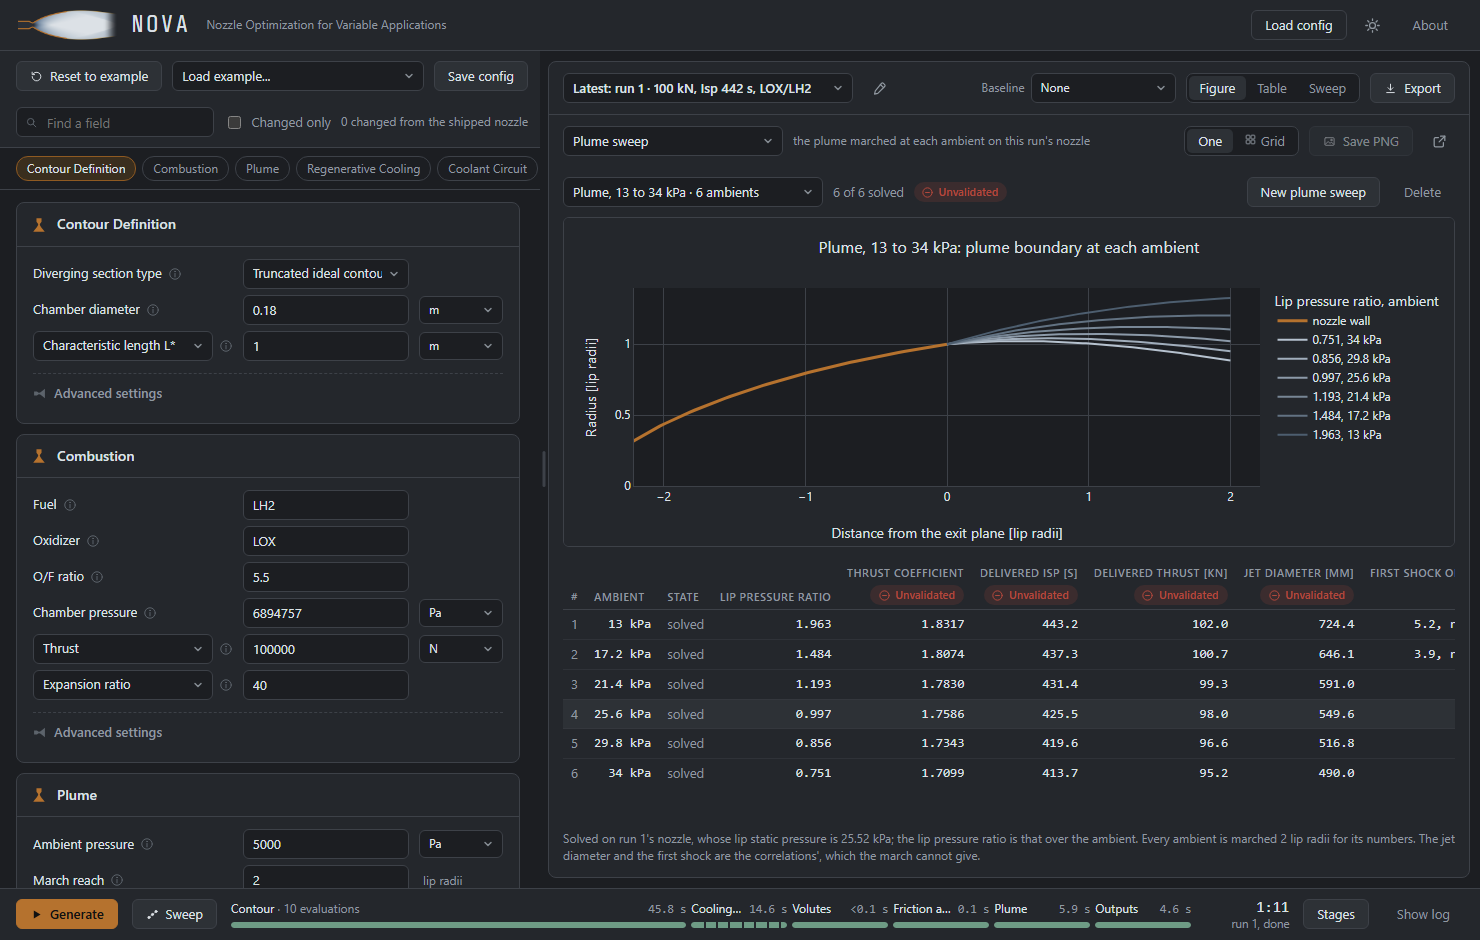 NOVA Nozzle Optimization for Variable Applications Load config About
Reset to example Load example... Save config
Find a field Changed only 0 changed from the shipped nozzle
Contour Definition Combustion Plume Regenerative Cooling Coolant Circuit
Contour Definition
Diverging section type Truncated ideal contou
Chamber diameter 0.18 m
Characteristic length L* 1 m
Advanced settings
Combustion
Fuel LH2
Oxidizer LOX
O/F ratio 5.5
Chamber pressure 6894757 Pa
Thrust 100000 N
Expansion ratio 40
Advanced settings
Plume
Ambient pressure 5000 Pa
March reach 2 lip radii
Latest: run 1 · 100 kN, Isp 442 s, LOX/LH2 Baseline None Figure Table Sweep Export
Plume sweep the plume marched at each ambient on this run's nozzle One Grid Save PNG
Plume, 13 to 34 kPa · 6 ambients 6 of 6 solved Unvalidated New plume sweep Delete
Plume, 13 to 34 kPa: plume boundary at each ambient
Radius [lip radii]
1
0.5
0
−2 −1 0 1 2
Distance from the exit plane [lip radii]
Lip pressure ratio, ambient
nozzle wall
0.751, 34 kPa
0.856, 29.8 kPa
0.997, 25.6 kPa
1.193, 21.4 kPa
1.484, 17.2 kPa
1.963, 13 kPa
# AMBIENT STATE LIP PRESSURE RATIO THRUST COEFFICIENT DELIVERED ISP [S] DELIVERED THRUST [KN] JET DIAMETER [MM] FIRST SHOCK O
Unvalidated Unvalidated Unvalidated Unvalidated
1 13 kPa solved 1.963 1.8317 443.2 102.0 724.4 5.2, r
2 17.2 kPa solved 1.484 1.8074 437.3 100.7 646.1 3.9, r
3 21.4 kPa solved 1.193 1.7830 431.4 99.3 591.0
4 25.6 kPa solved 0.997 1.7586 425.5 98.0 549.6
5 29.8 kPa solved 0.856 1.7343 419.6 96.6 516.8
6 34 kPa solved 0.751 1.7099 413.7 95.2 490.0
Solved on run 1's nozzle, whose lip static pressure is 25.52 kPa; the lip pressure ratio is that over the ambient. Every ambient is marched 2 lip radii for its numbers. The jet
diameter and the first shock are the correlations', which the march cannot give.
Generate Sweep Contour · 10 evaluations 45.8 s Cooling... 14.6 s Volutes <0.1 s Friction a... 0.1 s Plume 5.9 s Outputs 4.6 s 1:11 Stages Show log
run 1, done